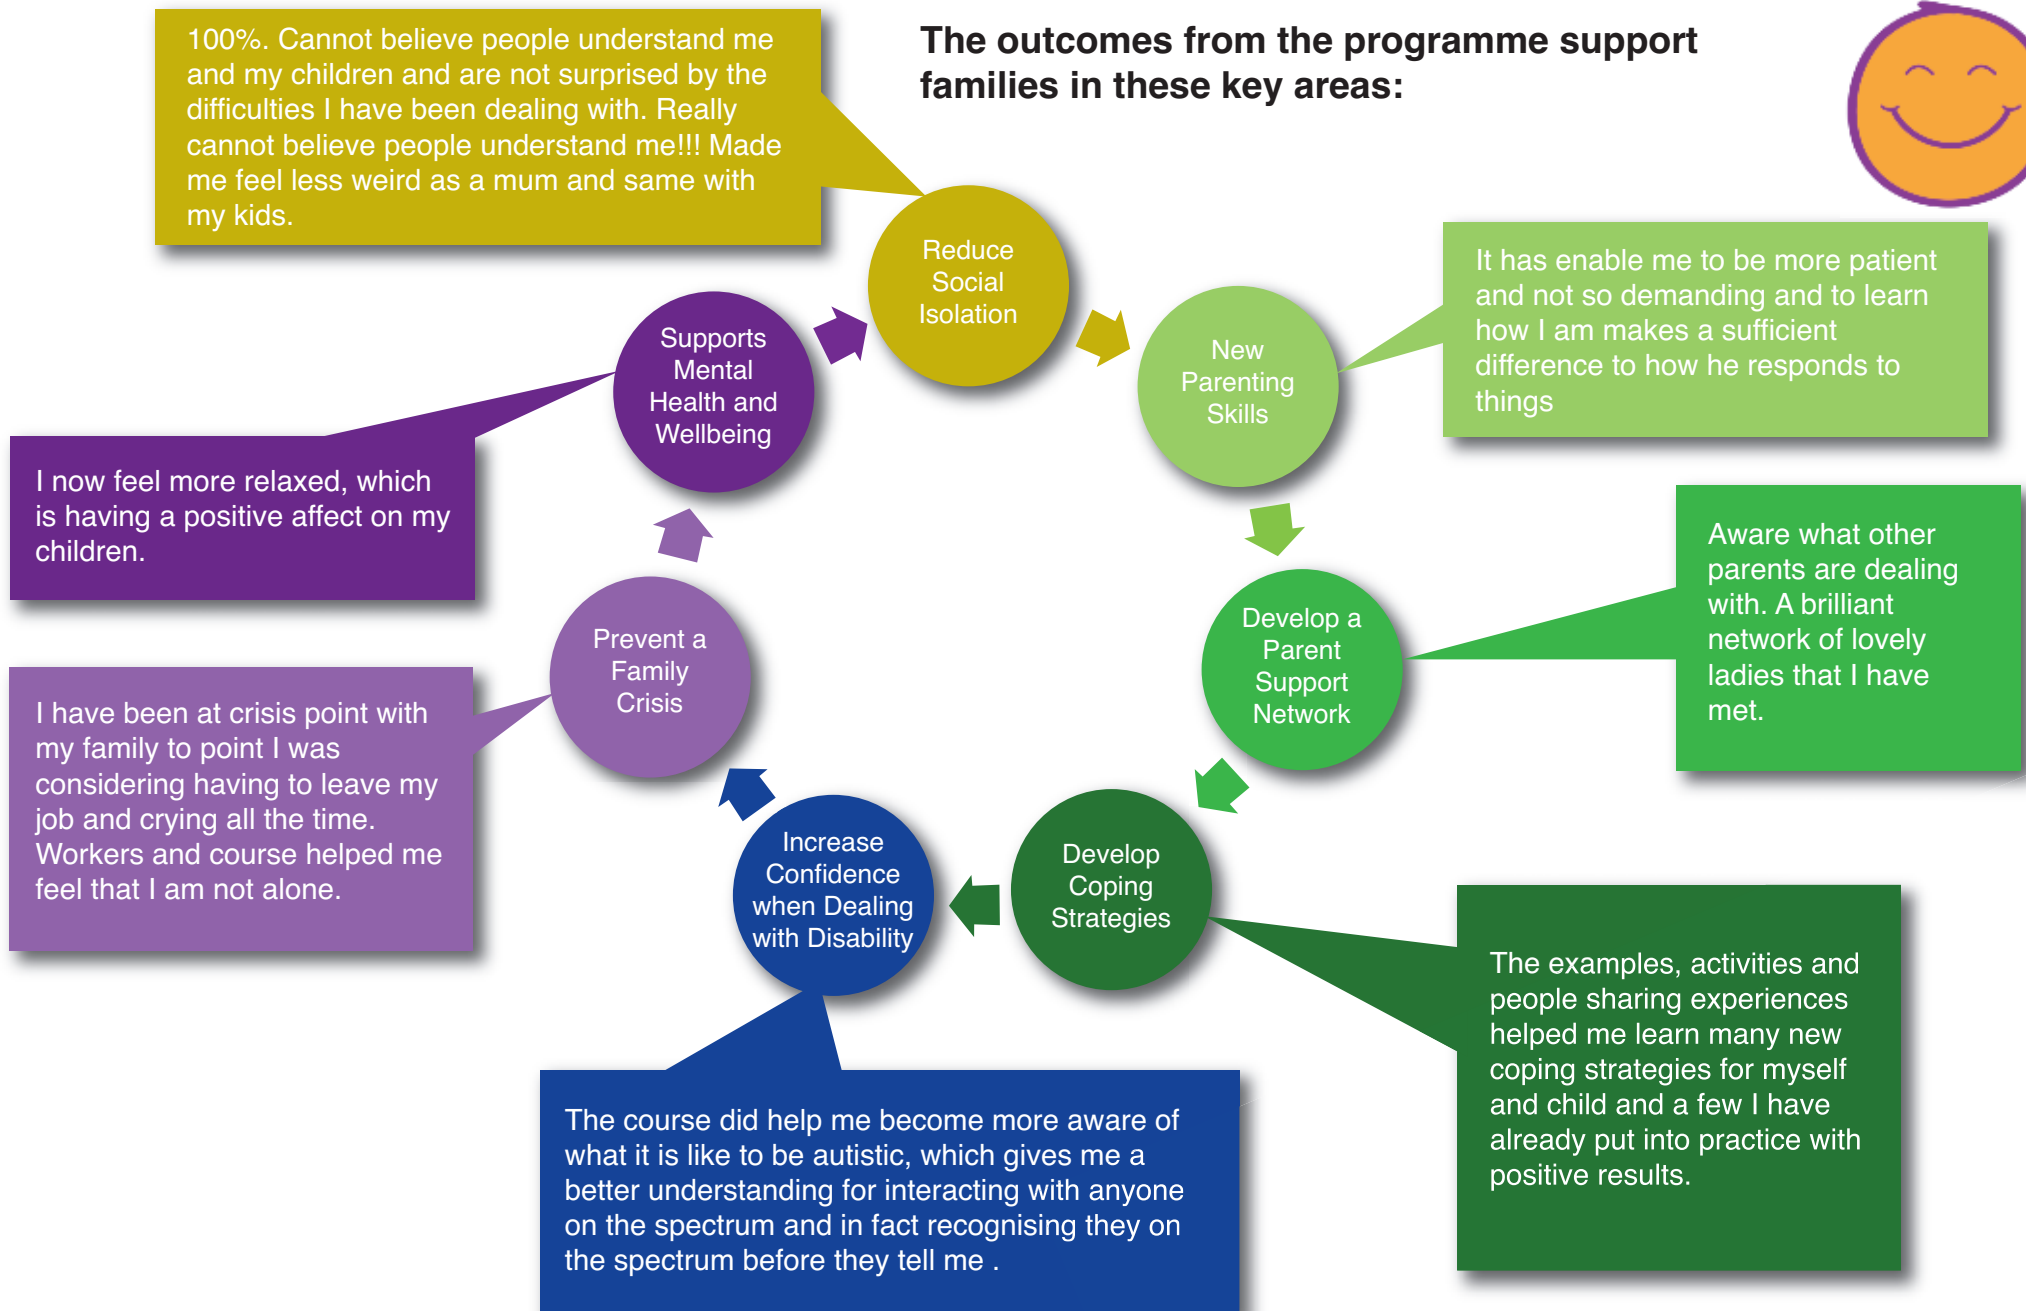 The outcomes from the programme support
families in these key areas:
100%. Cannot believe people understand me
and my children and are not surprised by the
difficulties I have been dealing with. Really
cannot believe people understand me!!! Made
me feel less weird as a mum and same with
my kids.
Reduce
Social
Isolation
It has enable me to be more patient
and not so demanding and to learn
how I am makes a sufficient
difference to how he responds to
things
New
Parenting
Skills
Aware what other
parents are dealing
with. A brilliant
network of lovely
ladies that I have
met.
Develop a
Parent
Support
Network
The examples, activities and
people sharing experiences
helped me learn many new
coping strategies for myself
and child and a few I have
already put into practice with
positive results.
Develop
Coping
Strategies
Increase
Confidence
when Dealing
with Disability
The course did help me become more aware of
what it is like to be autistic, which gives me a
better understanding for interacting with anyone
on the spectrum and in fact recognising they on
the spectrum before they tell me .
Prevent a
Family
Crisis
I have been at crisis point with
my family to point I was
considering having to leave my
job and crying all the time.
Workers and course helped me
feel that I am not alone.
Supports
Mental
Health and
Wellbeing
I now feel more relaxed, which
is having a positive affect on my
children.